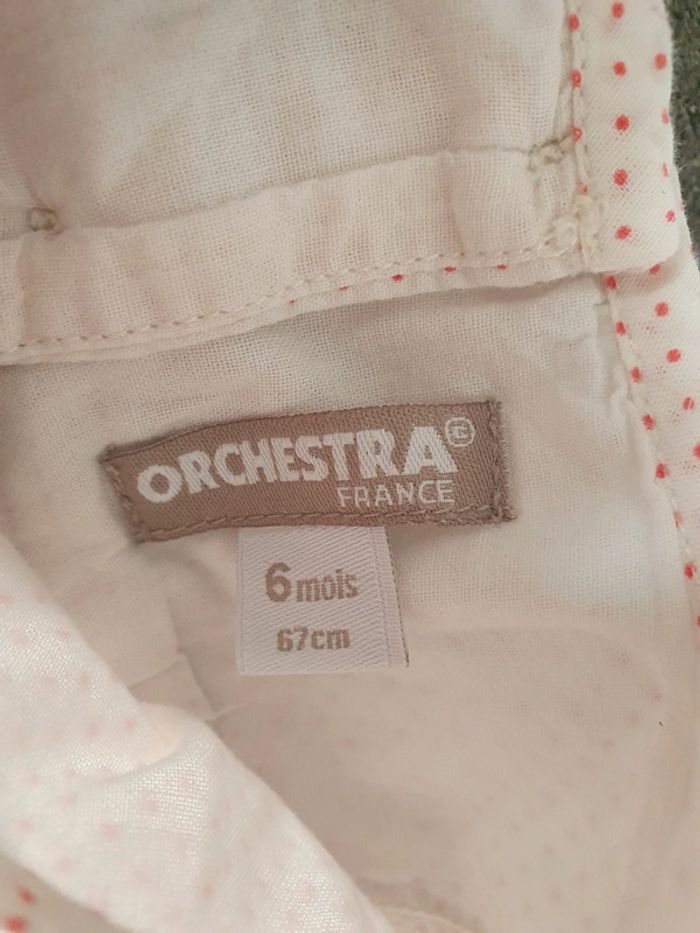 ORCHESTRA©
FRANCE
6 mois
67cm